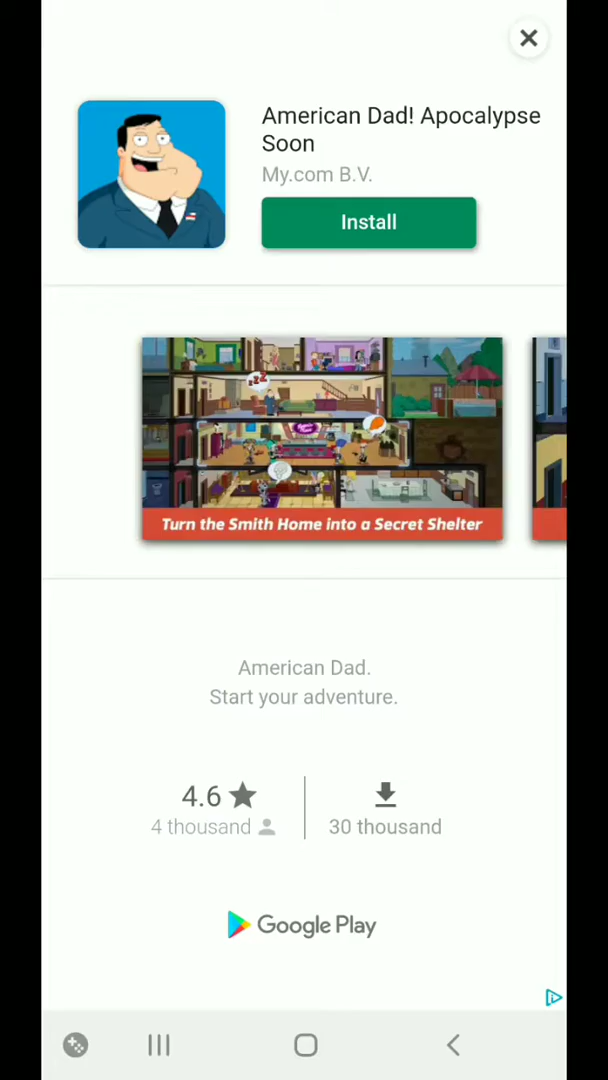 American Dad! Apocalypse
Soon
My.com B.V.
Install
zzz
Turn the Smith Home into a Secret Shelter
American Dad.
Start your adventure.
4.6
4 thousand
30 thousand
Google Play